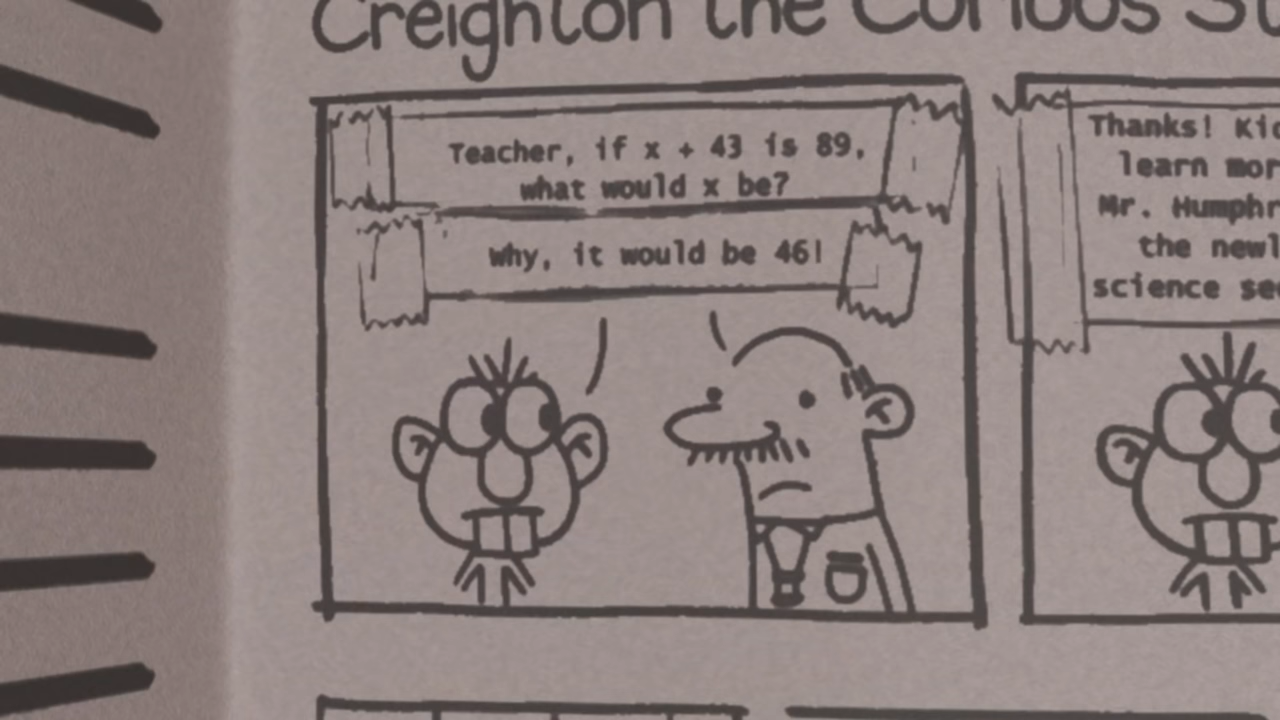 Creighton the Curious
Teacher, if x + 43 is 89,
what would x be?
why, it would be 46!
Thanks!
learn
Mr.
the
science